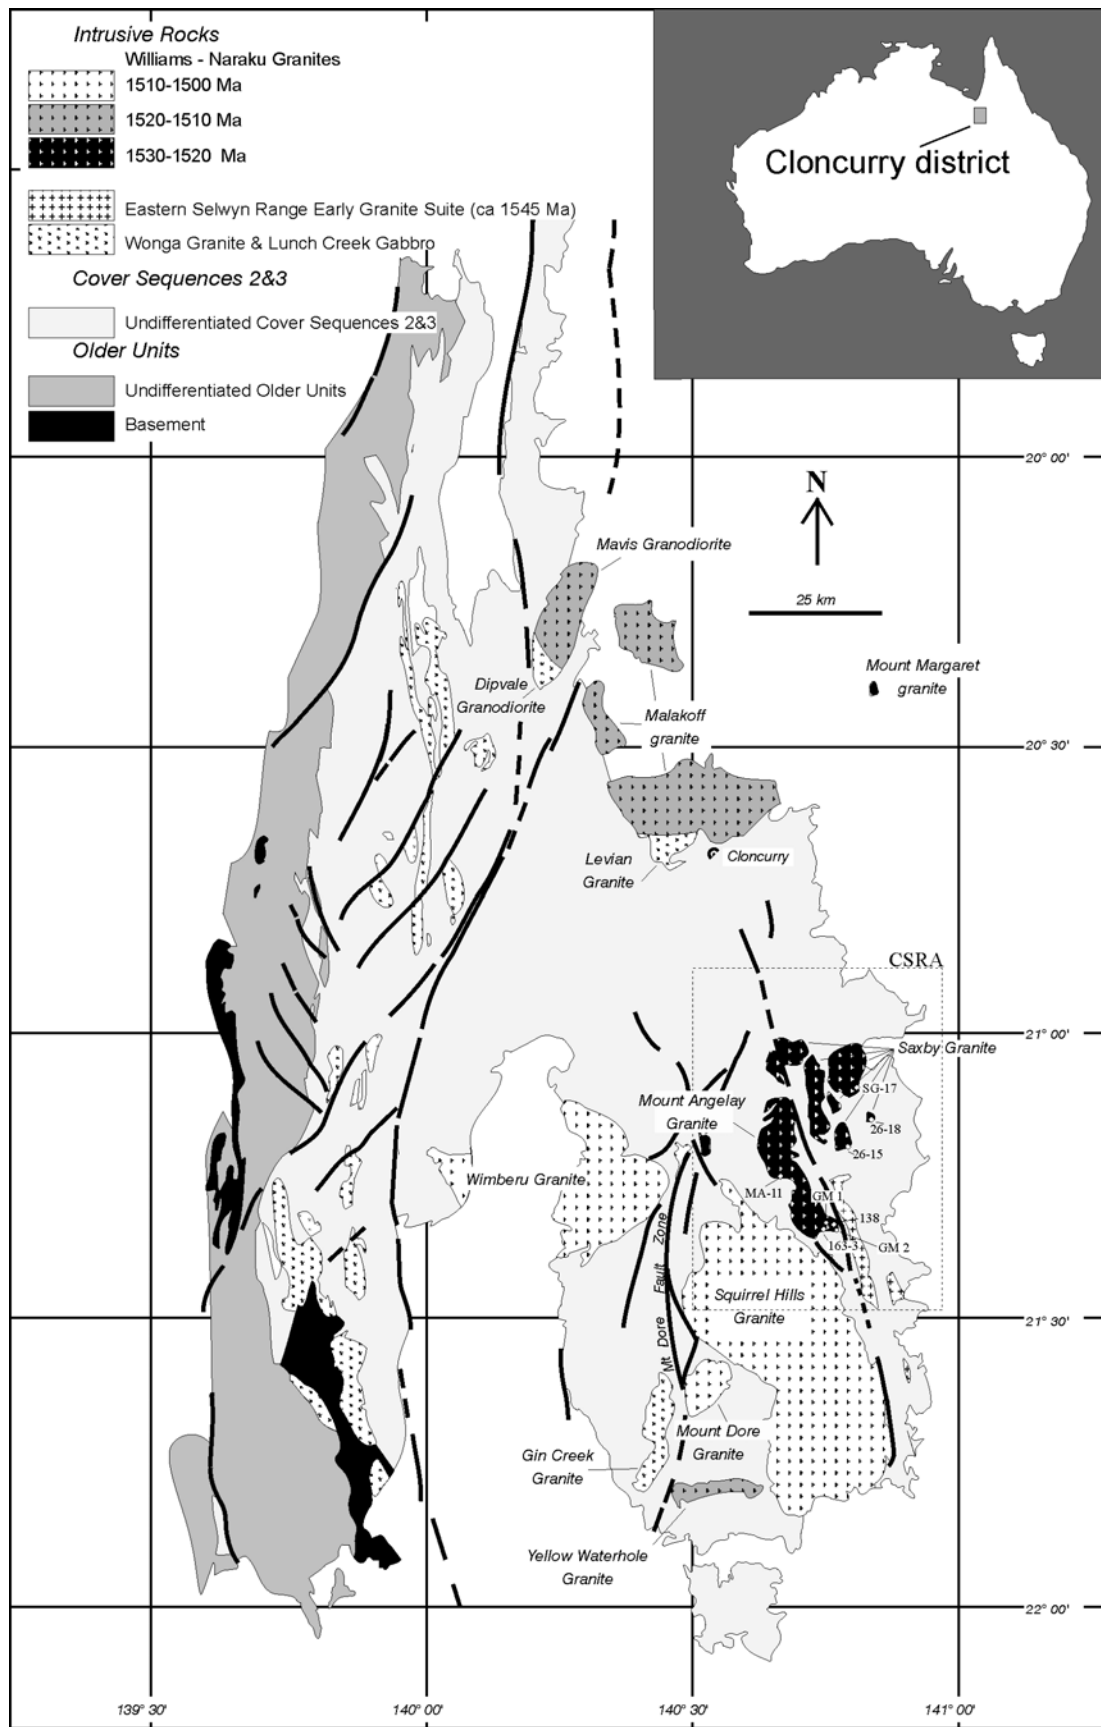 Intrusive Rocks
Williams - Naraku Granites
1510-1500 Ma
1520-1510 Ma
1530-1520 Ma
Eastern Selwyn Range Early Granite Suite (ca 1545 Ma)
Wonga Granite & Lunch Creek Gabbro
Cover Sequences 2&3
Undifferentiated Cover Sequences 2&3
Older Units
Undifferentiated Older Units
Basement
Cloncurry district
20° 00'
N
25 km
Mavis Granodiorite
Mount Margaret
granite
Dipvale
Granodiorite
Malakoff
granite
20° 30'
Levian
Granite
Cloncurry
CSRA
21° 00'
Saxby Granite
SG-17
Mount Angelay
Granite
26-18
26-15
Wimberu Granite
MA-11
GM 1
138
163-3
GM 2
Mt Dore Fault Zone
Squirrel Hills
Granite
21° 30'
Mount Dore
Granite
Gin Creek
Granite
Yellow Waterhole
Granite
22° 00'
139° 30'
140° 00'
140° 30'
141° 00'